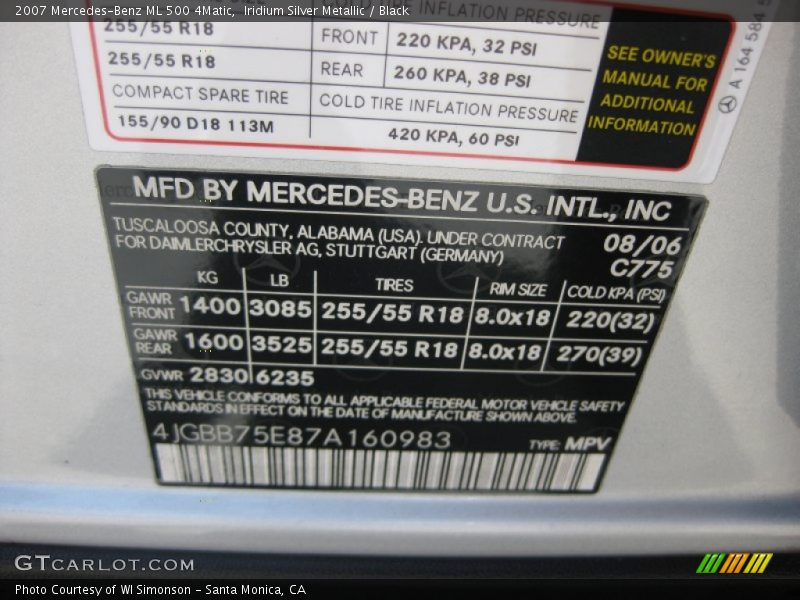 2007 Mercedes-Benz ML 500 4Matic,  Iridium Silver Metallic / Black
COLD TIRE INFLATION PRESSURE
255/55 R18 FRONT 220 KPA, 32 PSI
255/55 R18 REAR 260 KPA, 38 PSI
COMPACT SPARE TIRE COLD TIRE INFLATION PRESSURE
155/90 D18 113M 420 KPA, 60 PSI
SEE OWNER'S
MANUAL FOR
ADDITIONAL
INFORMATION
A 164 584 5
MFD BY MERCEDES-BENZ U.S. INTL., INC
TUSCALOOSA COUNTY, ALABAMA (USA). UNDER CONTRACT 08/06
FOR DAIMLERCHRYSLER AG, STUTTGART (GERMANY) C775
KG LB TIRES RIM SIZE COLD KPA (PSI)
GAWR
FRONT 1400 3085 255/55 R18 8.0x18 220(32)
GAWR
REAR 1600 3525 255/55 R18 8.0x18 270(39)
GVWR 2830 6235
THIS VEHICLE CONFORMS TO ALL APPLICABLE FEDERAL MOTOR VEHICLE SAFETY
STANDARDS IN EFFECT ON THE DATE OF MANUFACTURE SHOWN ABOVE.
4JGBB75E87A160983 TYPE: MPV
GTCARLOT.COM
Photo Courtesy of WI Simonson - Santa Monica, CA